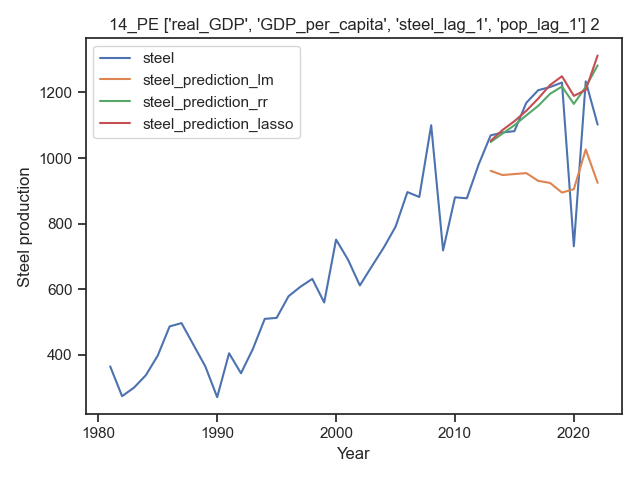 14_PE ['real_GDP', 'GDP_per_capita', 'steel_lag_1', 'pop_lag_1'] 2
steel
steel_prediction_lm
steel_prediction_rr
steel_prediction_lasso
1200
1000
800
600
400
Steel production
1980 1990 2000 2010 2020
Year